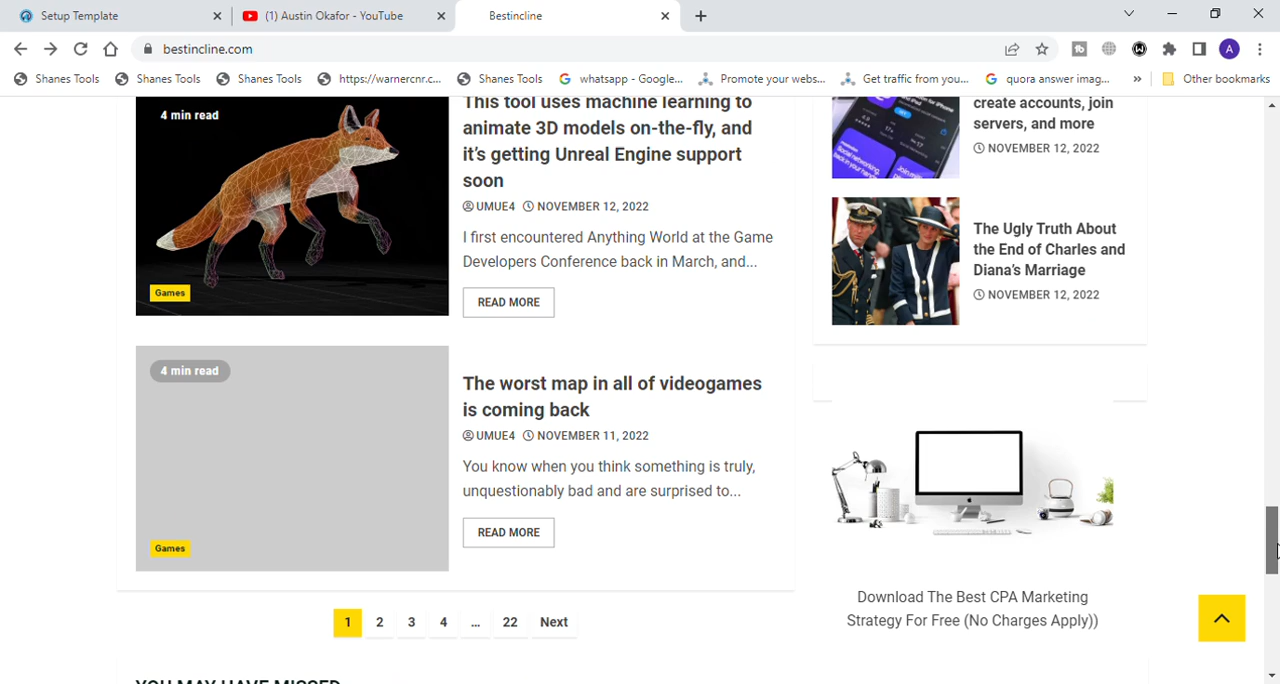 Setup Template
(1) Austin Okafor - YouTube
Bestincline
bestincline.com
A
Shanes Tools
Shanes Tools
Shanes Tools
https://warnercnr.c...
Shanes Tools
whatsapp - Google...
Promote your webs...
Get traffic from you...
quora answer imag...
»
Other bookmarks
4 min read
Games
This tool uses machine learning to
animate 3D models on-the-fly, and
it's getting Unreal Engine support
soon
UMUE4 NOVEMBER 12, 2022
I first encountered Anything World at the Game
Developers Conference back in March, and...
READ MORE
4 min read
Games
The worst map in all of videogames
is coming back
UMUE4 NOVEMBER 11, 2022
You know when you think something is truly,
unquestionably bad and are surprised to...
READ MORE
1 2 3 4 ... 22 Next
YOU MAY HAVE MISSED
create accounts, join
servers, and more
NOVEMBER 12, 2022
The Ugly Truth About
the End of Charles and
Diana's Marriage
NOVEMBER 12, 2022
Download The Best CPA Marketing
Strategy For Free (No Charges Apply))